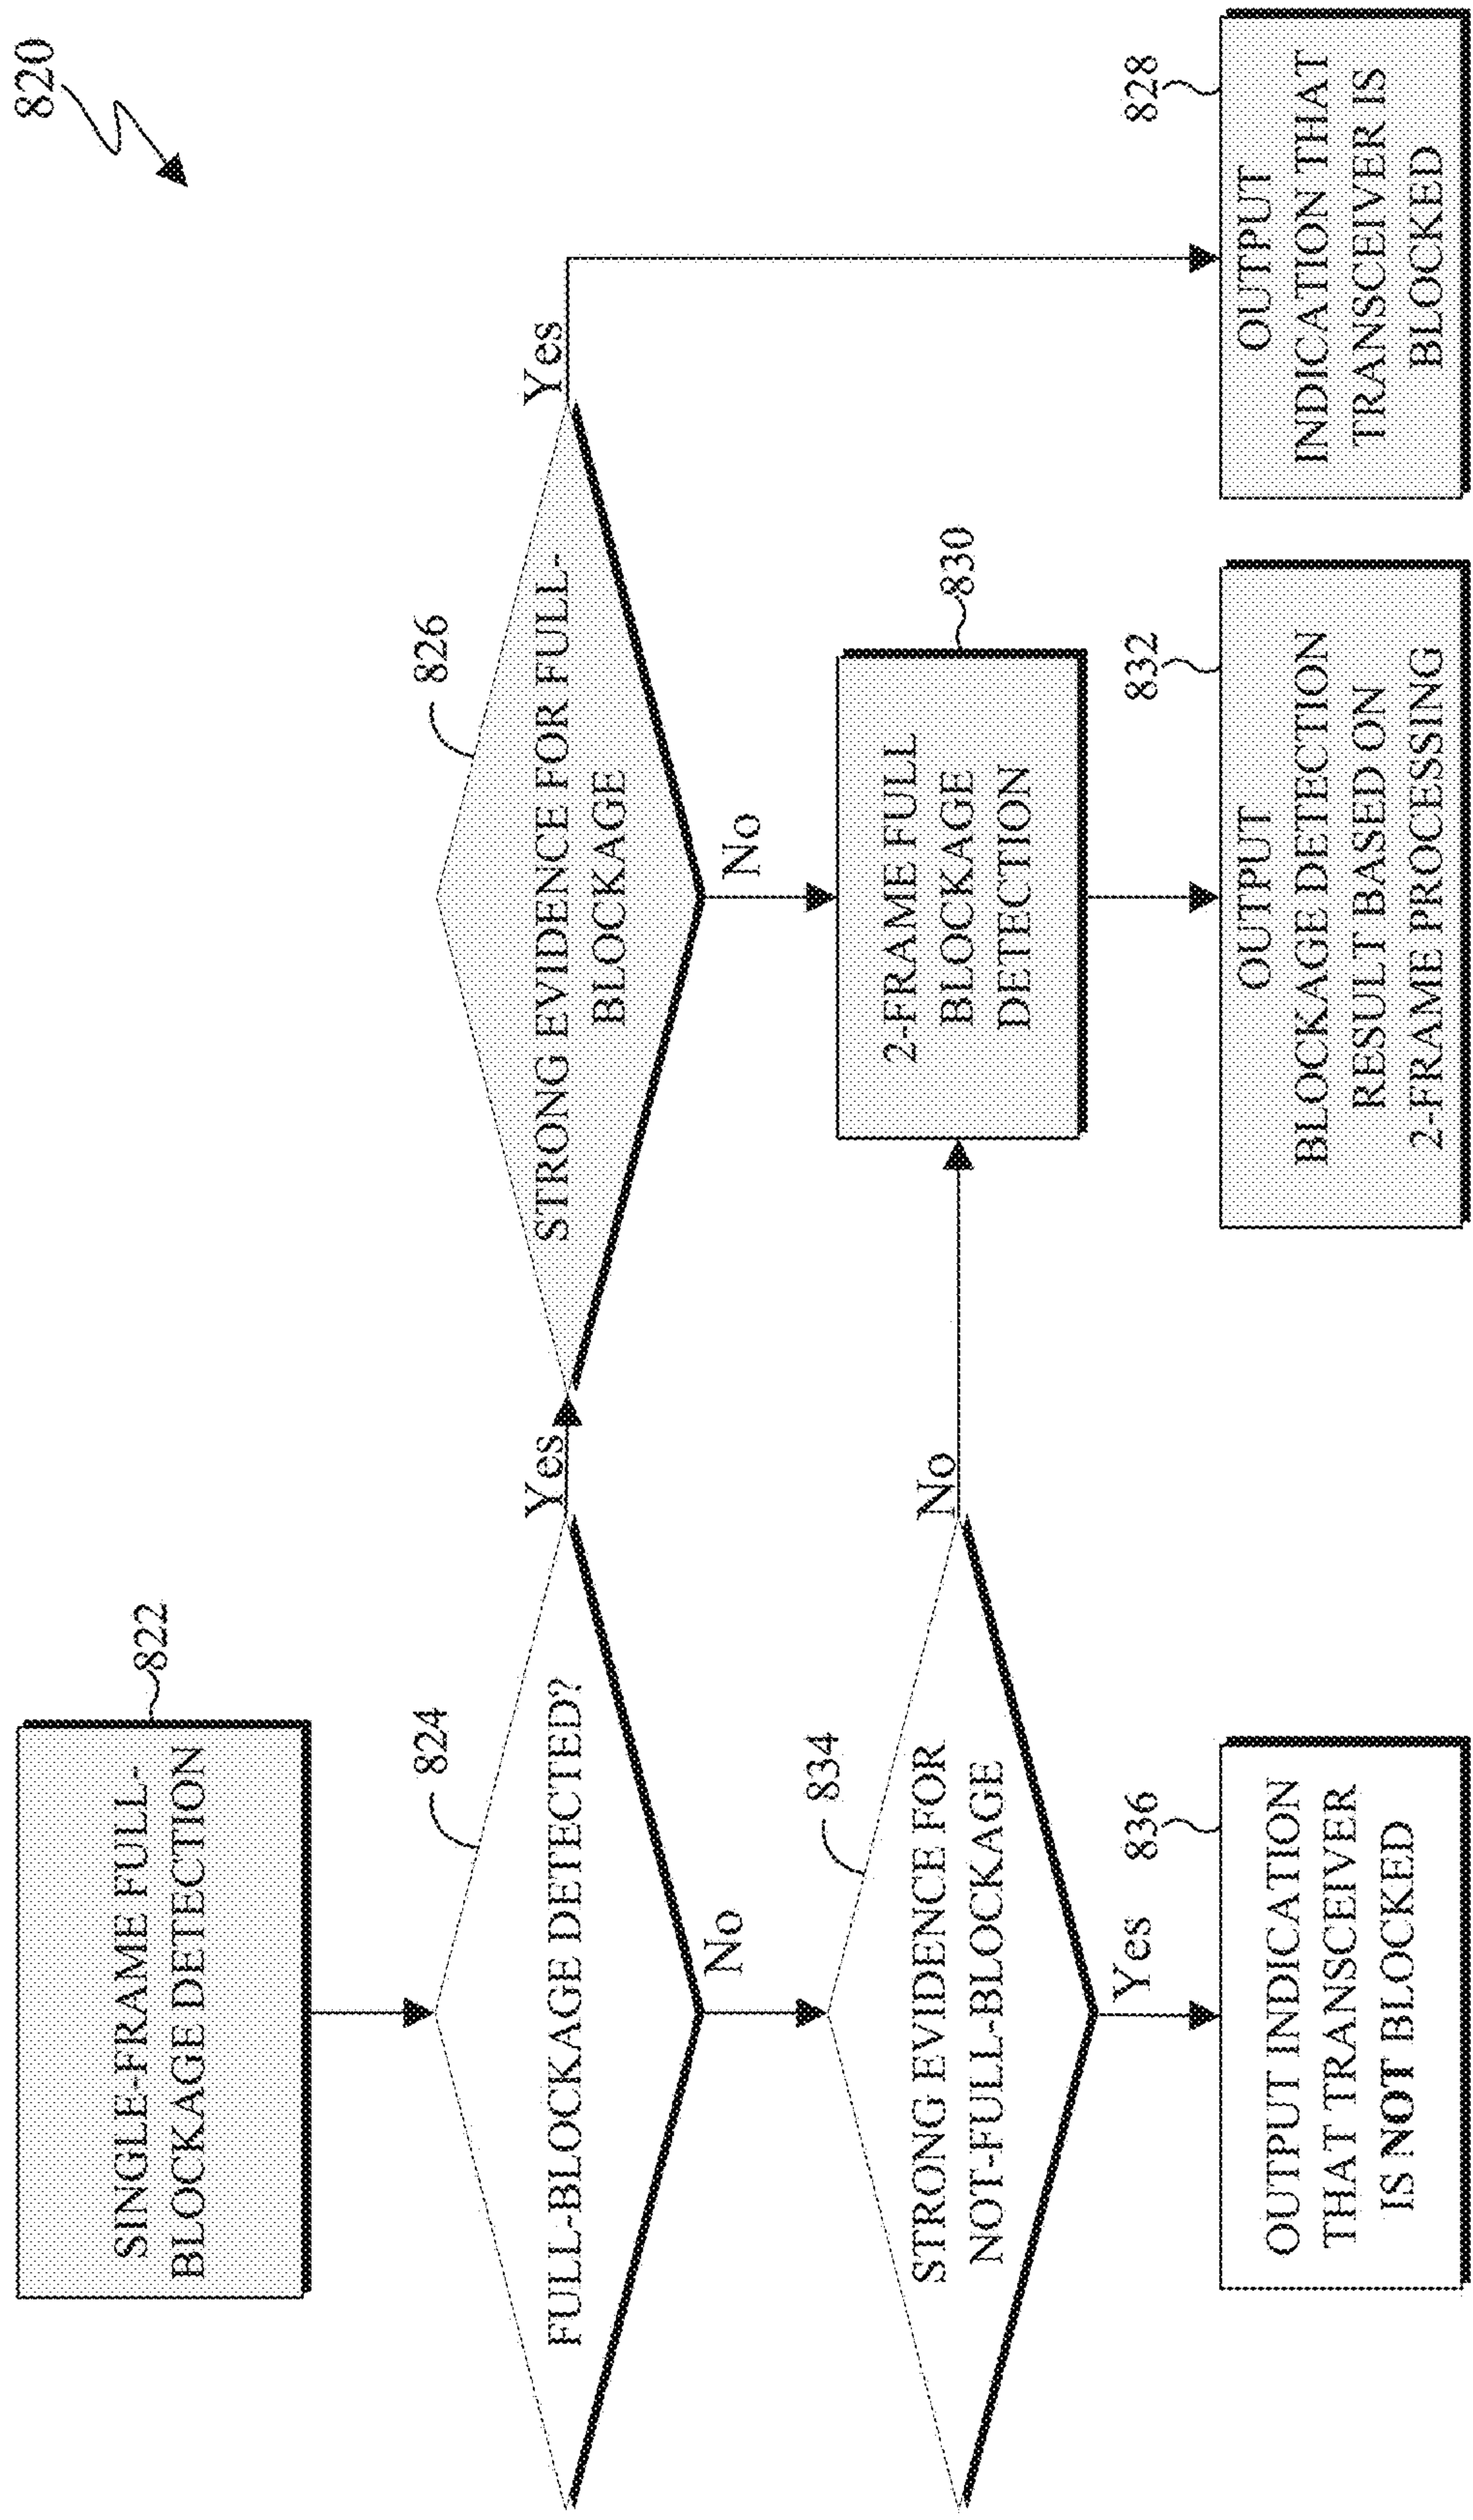 820
SINGLE-FRAME FULL-
BLOCKAGE DETECTION
822
824
FULL-BLOCKAGE DETECTED?
Yes
No
826
STRONG EVIDENCE FOR FULL-
BLOCKAGE
Yes
No
834
STRONG EVIDENCE FOR
NOT-FULL-BLOCKAGE
No
Yes
830
2-FRAME FULL
BLOCKAGE
DETECTION
836
OUTPUT INDICATION
THAT TRANSCEIVER
IS NOT BLOCKED
832
OUTPUT
BLOCKAGE DETECTION
RESULT BASED ON
2-FRAME PROCESSING
828
OUTPUT
INDICATION THAT
TRANSCEIVER IS
BLOCKED